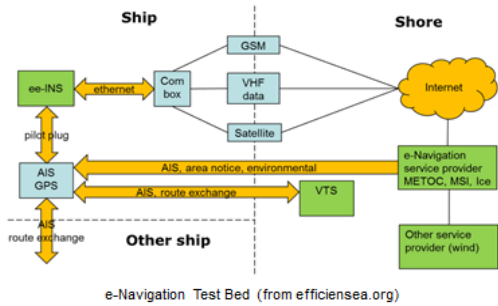 Ship
Shore
GSM
ee-INS
ethernet
Com
box
VHF
data
Internet
pilot plug
Satellite
AIS
GPS
AIS, area notice, environmental
e-Navigation
service provider
METOC, MSI, Ice
AIS, route exchange
VTS
AIS
route exchange
Other ship
Other service
provider (wind)
e-Navigation Test Bed (from efficiensea.org)